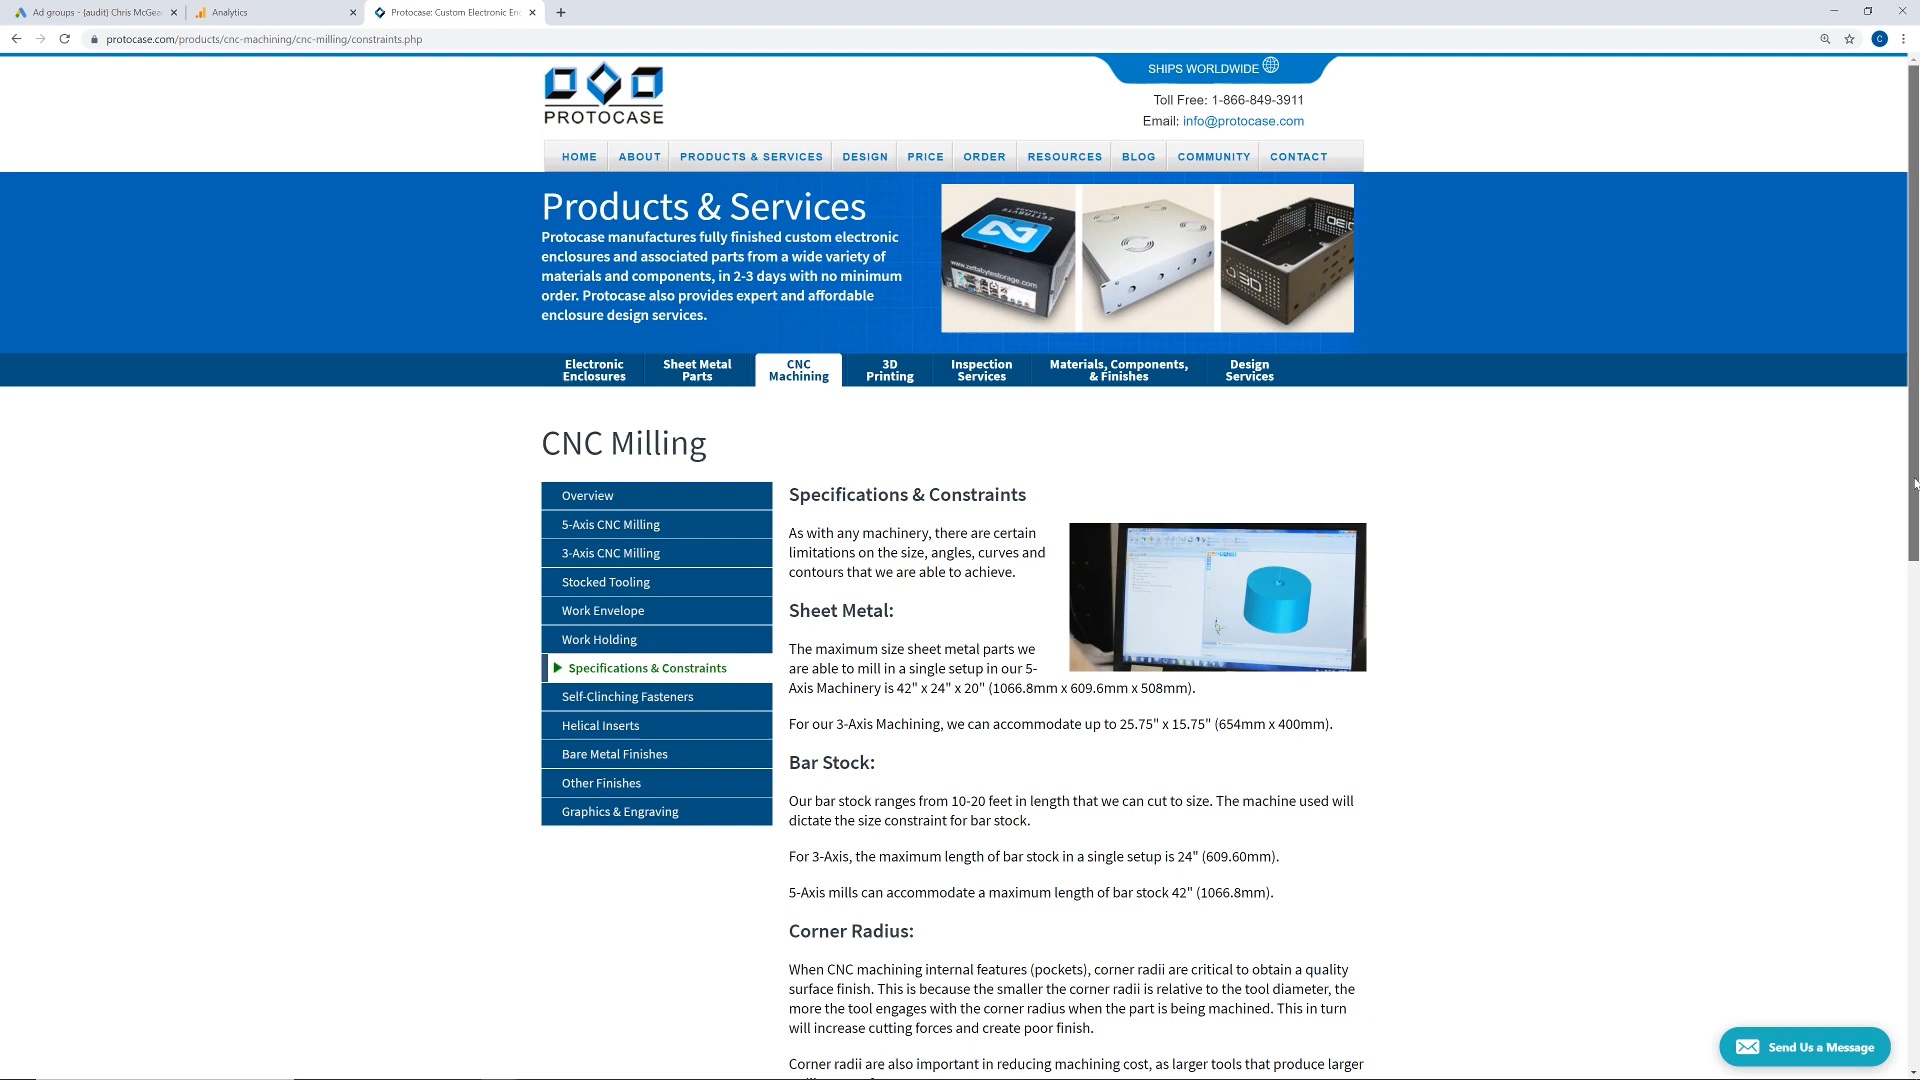 Ad groups - (audit) Chris McGea
Analytics
Protocase: Custom Electronic En
protocase.com/products/cnc-machining/cnc-milling/constraints.php
C
PROTOCASE
SHIPS WORLDWIDE
Toll Free: 1-866-849-3911
Email: info@protocase.com
HOME ABOUT PRODUCTS & SERVICES DESIGN PRICE ORDER RESOURCES BLOG COMMUNITY CONTACT
Products & Services
Protocase manufactures fully finished custom electronic
enclosures and associated parts from a wide variety of
materials and components, in 2-3 days with no minimum
order. Protocase also provides expert and affordable
enclosure design services.
ZETTABYTE
STORAGE
www.zettabytestorage.com
Electronic
Enclosures
Sheet Metal
Parts
CNC
Machining
3D
Printing
Inspection
Services
Materials, Components,
& Finishes
Design
Services
CNC Milling
Overview
5-Axis CNC Milling
3-Axis CNC Milling
Stocked Tooling
Work Envelope
Work Holding
Specifications & Constraints
Self-Clinching Fasteners
Helical Inserts
Bare Metal Finishes
Other Finishes
Graphics & Engraving
Specifications & Constraints
As with any machinery, there are certain
limitations on the size, angles, curves and
contours that we are able to achieve.
Sheet Metal:
The maximum size sheet metal parts we
are able to mill in a single setup in our 5-
Axis Machinery is 42" x 24" x 20" (1066.8mm x 609.6mm x 508mm).
For our 3-Axis Machining, we can accommodate up to 25.75" x 15.75" (654mm x 400mm).
Bar Stock:
Our bar stock ranges from 10-20 feet in length that we can cut to size. The machine used will
dictate the size constraint for bar stock.
For 3-Axis, the maximum length of bar stock in a single setup is 24" (609.60mm).
5-Axis mills can accommodate a maximum length of bar stock 42" (1066.8mm).
Corner Radius:
When CNC machining internal features (pockets), corner radii are critical to obtain a quality
surface finish. This is because the smaller the corner radii is relative to the tool diameter, the
more the tool engages with the corner radius when the part is being machined. This in turn
will increase cutting forces and create poor finish.
Corner radii are also important in reducing machining cost, as larger tools that produce larger
Send Us a Message